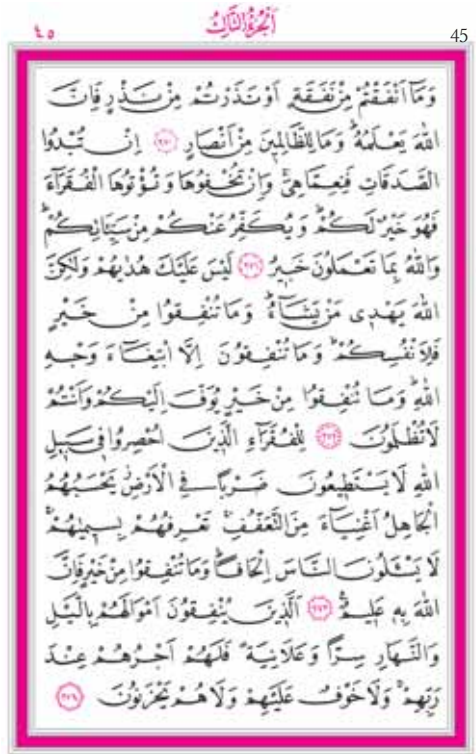 ٤٥ اَلْجُزْءُ الثَّالِثُ 45
وَمَٓا اَنْفَقْتُمْ مِنْ نَفَقَةٍ اَوْ نَذَرْتُمْ مِنْ نَذْرٍ فَاِنَّ
اللّٰهَ يَعْلَمُهُۜ وَمَا لِلظَّالِمٖينَ مِنْ اَنْصَارٍ ﴿٢٧٠﴾ اِنْ تُبْدُوا
الصَّدَقَاتِ فَنِعِمَّا هِيَۚ وَاِنْ تُخْفُوهَا وَتُؤْتُوهَا الْفُقَرَٓاءَ
فَهُوَ خَيْرٌ لَكُمْۜ وَيُكَفِّرُ عَنْكُمْ مِنْ سَيِّـَٔاتِكُمْۜ
وَاللّٰهُ بِمَا تَعْمَلُونَ خَبٖيرٌ ﴿٢٧١﴾ لَيْسَ عَلَيْكَ هُدٰيهُمْ وَلٰكِنَّ
اللّٰهَ يَهْدٖي مَنْ يَشَٓاءُۜ وَمَا تُنْفِقُوا مِنْ خَيْرٍ
فَلِاَنْفُسِكُمْۜ وَمَا تُنْفِقُونَ اِلَّا ابْتِغَٓاءَ وَجْهِ
اللّٰهِۜ وَمَا تُنْفِقُوا مِنْ خَيْرٍ يُوَفَّ اِلَيْكُمْ وَاَنْتُمْ
لَا تُظْلَمُونَ ﴿٢٧٢﴾ لِلْفُقَرَٓاءِ الَّذٖينَ اُحْصِرُوا فٖي سَبٖيلِ
اللّٰهِ لَا يَسْتَطٖيعُونَ ضَرْبًا فِي الْاَرْضِۘ يَحْسَبُهُمُ
الْجَاهِلُ اَغْنِيَٓاءَ مِنَ التَّعَفُّفِۚ تَعْرِفُهُمْ بِسٖيمٰيهُمْۚ
لَا يَسْـَٔلُونَ النَّاسَ اِلْحَافًاۜ وَمَا تُنْفِقُوا مِنْ خَيْرٍ فَاِنَّ
اللّٰهَ بِهٖ عَلٖيمٌ۟ ﴿٢٧٣﴾ اَلَّذٖينَ يُنْفِقُونَ اَمْوَالَهُمْ بِالَّيْلِ
وَالنَّهَارِ سِرًّا وَعَلَانِيَةً فَلَهُمْ اَجْرُهُمْ عِنْدَ
رَبِّهِمْۚ وَلَا خَوْفٌ عَلَيْهِمْ وَلَا هُمْ يَحْزَنُونَ ﴿٢٧٤﴾